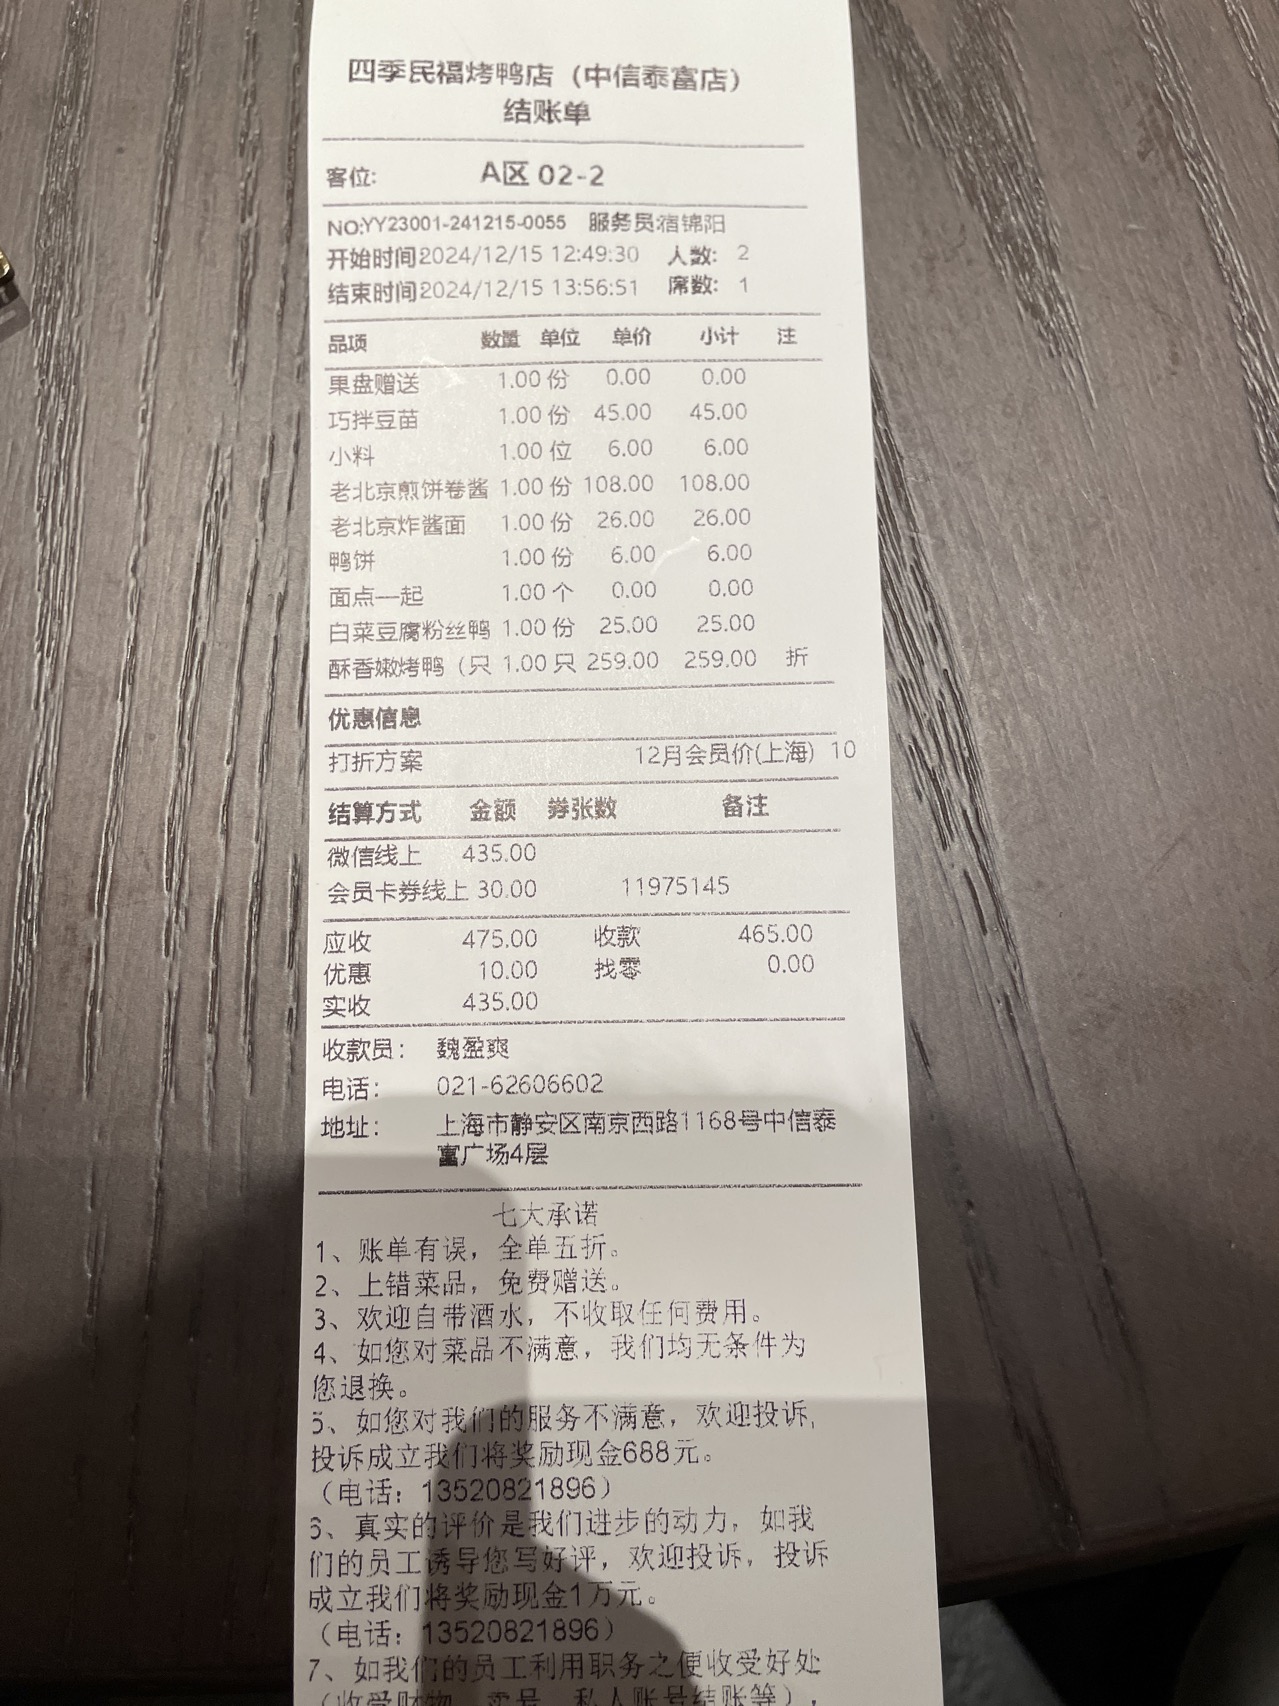 四季民福烤鸭店（中信泰富店）
结账单
客位: A区 02-2
NO:YY23001-241215-0055 服务员:宿锦阳
开始时间2024/12/15 12:49:30 人数: 2
结束时间2024/12/15 13:56:51 席数: 1
品项 数量 单位 单价 小计 注
果盘赠送 1.00 份 0.00 0.00
巧拌豆苗 1.00 份 45.00 45.00
小料 1.00 位 6.00 6.00
老北京煎饼卷酱 1.00 份 108.00 108.00
老北京炸酱面 1.00 份 26.00 26.00
鸭饼 1.00 份 6.00 6.00
面点一起 1.00 个 0.00 0.00
白菜豆腐粉丝鸭 1.00 份 25.00 25.00
酥香嫩烤鸭（只 1.00 只 259.00 259.00 折
优惠信息
打折方案 12月会员价(上海) 10
结算方式 金额 券张数 备注
微信线上 435.00
会员卡券线上 30.00 11975145
应收 475.00 收款 465.00
优惠 10.00 找零 0.00
实收 435.00
收款员： 魏盈爽
电话： 021-62606602
地址： 上海市静安区南京西路1168号中信泰
富广场4层
七大承诺
1、账单有误，全单五折。
2、上错菜品，免费赠送。
3、欢迎自带酒水，不收取任何费用。
4、如您对菜品不满意，我们均无条件为
您退换。
5、如您对我们的服务不满意，欢迎投诉，
投诉成立我们将奖励现金688元。
（电话：13520821896）
6、真实的评价是我们进步的动力，如我
们的员工诱导您写好评，欢迎投诉，投诉
成立我们将奖励现金1万元。
（电话：13520821896）
7、如我们的员工利用职务之便收受好处
（收受财物、卖号、私人账号结账等），